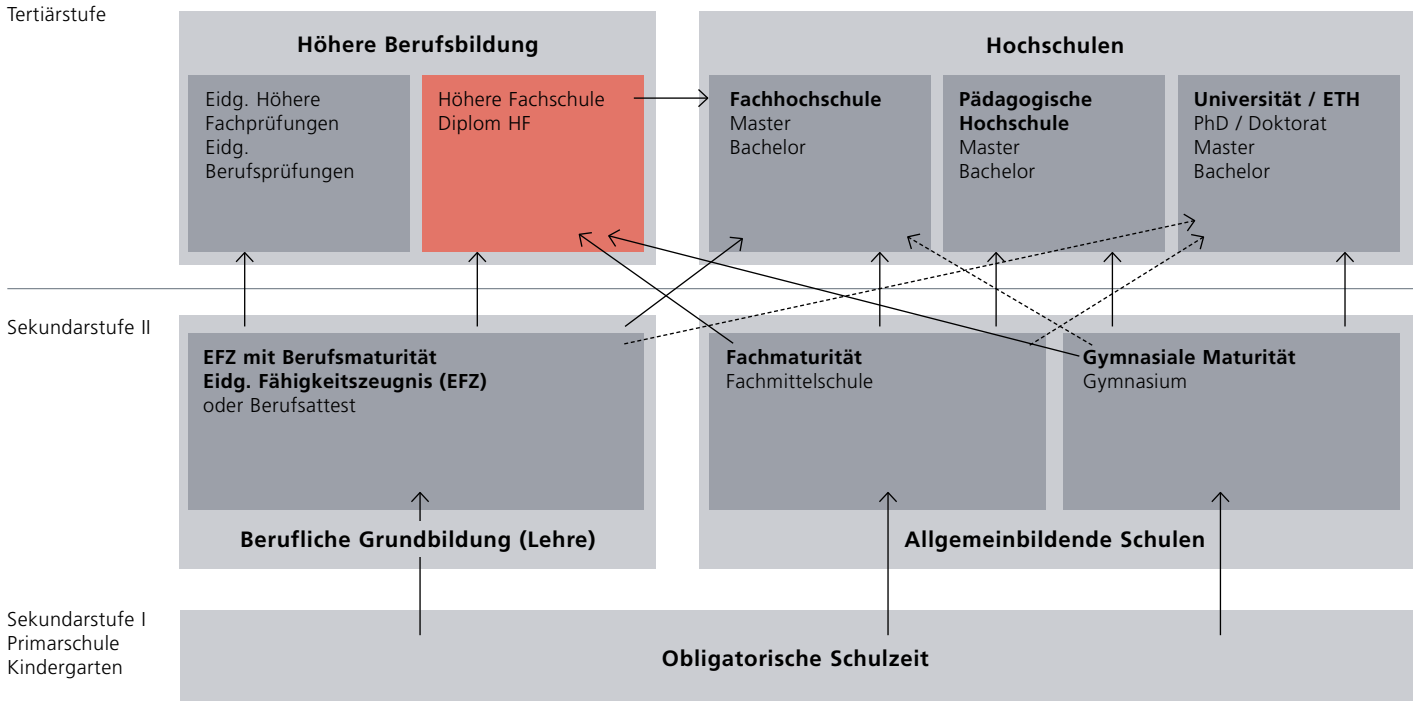 Tertiärstufe
Höhere Berufsbildung
Hochschulen
Eidg. Höhere
Fachprüfungen
Eidg.
Berufsprüfungen
Höhere Fachschule
Diplom HF
Fachhochschule
Master
Bachelor
Pädagogische
Hochschule
Master
Bachelor
Universität / ETH
PhD / Doktorat
Master
Bachelor
Sekundarstufe II
EFZ mit Berufsmaturität
Eidg. Fähigkeitszeugnis (EFZ)
oder Berufsattest
Fachmaturität
Fachmittelschule
Gymnasiale Maturität
Gymnasium
Berufliche Grundbildung (Lehre)
Allgemeinbildende Schulen
Sekundarstufe I
Primarschule
Kindergarten
Obligatorische Schulzeit